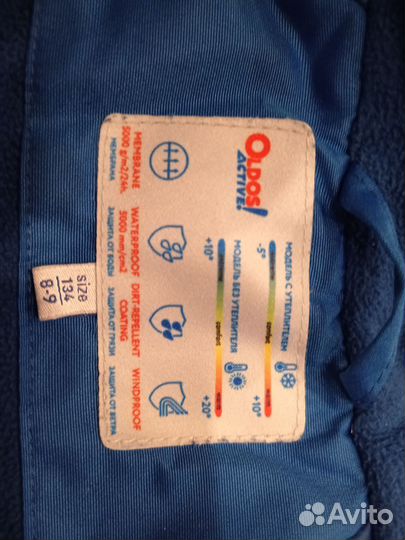 OLDOS
ACTIVE
МОДЕЛЬ С УТЕПЛИТЕЛЕМ
-5° comfort +10°
МОДЕЛЬ БЕЗ УТЕПЛИТЕЛЯ
+10° comfort +20°
MEMBRANE
5000 g/m2/24h.
МЕМБРАНА
WATERPROOF
5000 mm/cm2
ЗАЩИТА ОТ ВОДЫ
DIRT-REPELLENT
COATING
ЗАЩИТА ОТ ГРЯЗИ
WINDPROOF
ЗАЩИТА ОТ ВЕТРА
size
134
8-9
Avito